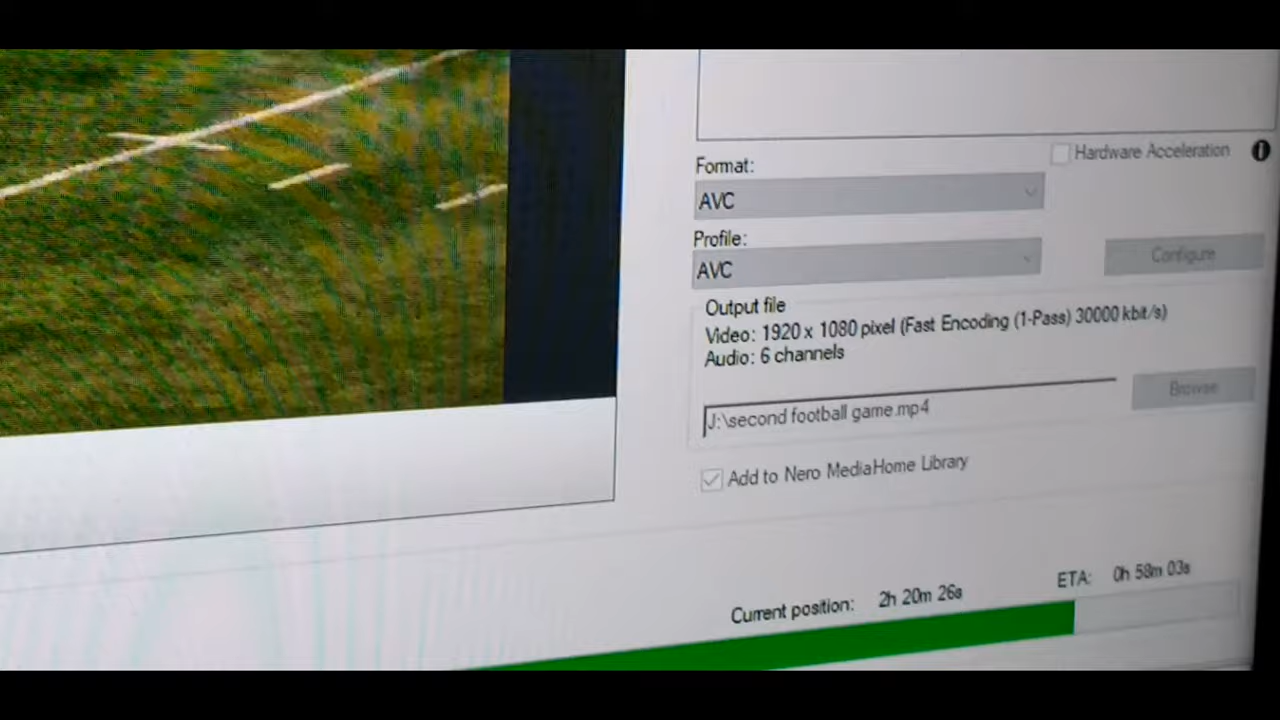 Hardware Acceleration
Format:
AVC
Profile:
AVC
Configure
Output file
Video: 1920 x 1080 pixel (Fast Encoding (1-Pass) 30000 kbit/s)
Audio: 6 channels
Browse
J:\second football game.mp4
Add to Nero MediaHome Library
Current position: 2h 20m 26s
ETA: 0h 58m 03s